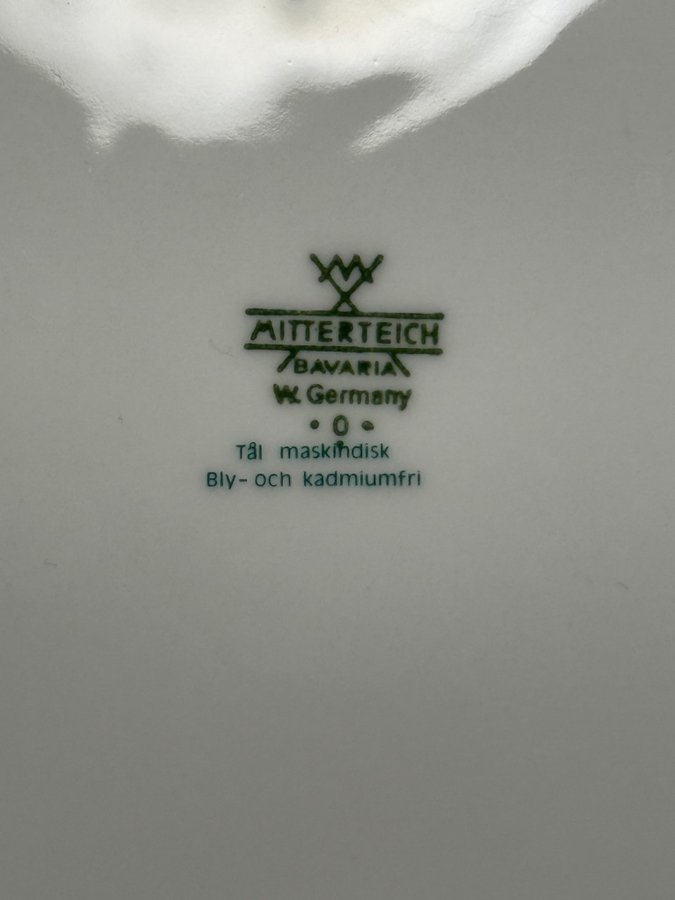 MITTERTEICH
BAVARIA
W. Germany
• 0 •
Tål maskindisk
Bly- och kadmiumfri